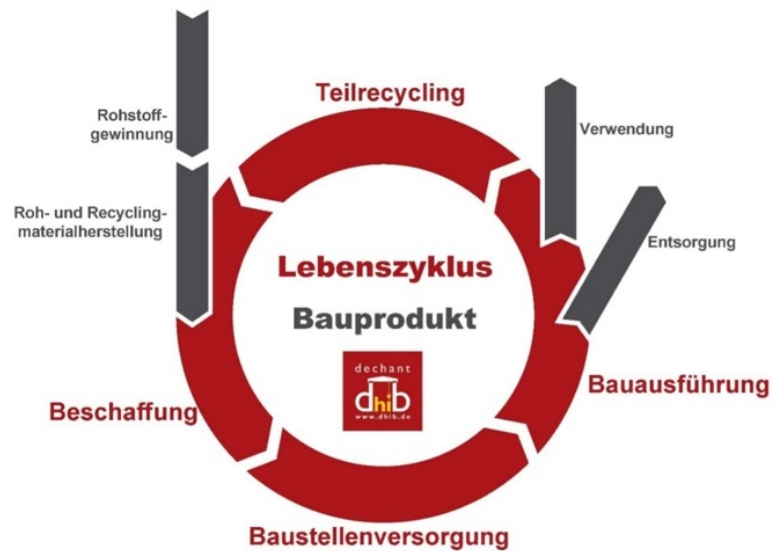 Teilrecycling
Rohstoff-
gewinnung
Verwendung
Roh- und Recycling-
materialherstellung
Entsorgung
Lebenszyklus
Bauprodukt
dechant
dhib
www.dhib.de
Bauausführung
Beschaffung
Baustellenversorgung